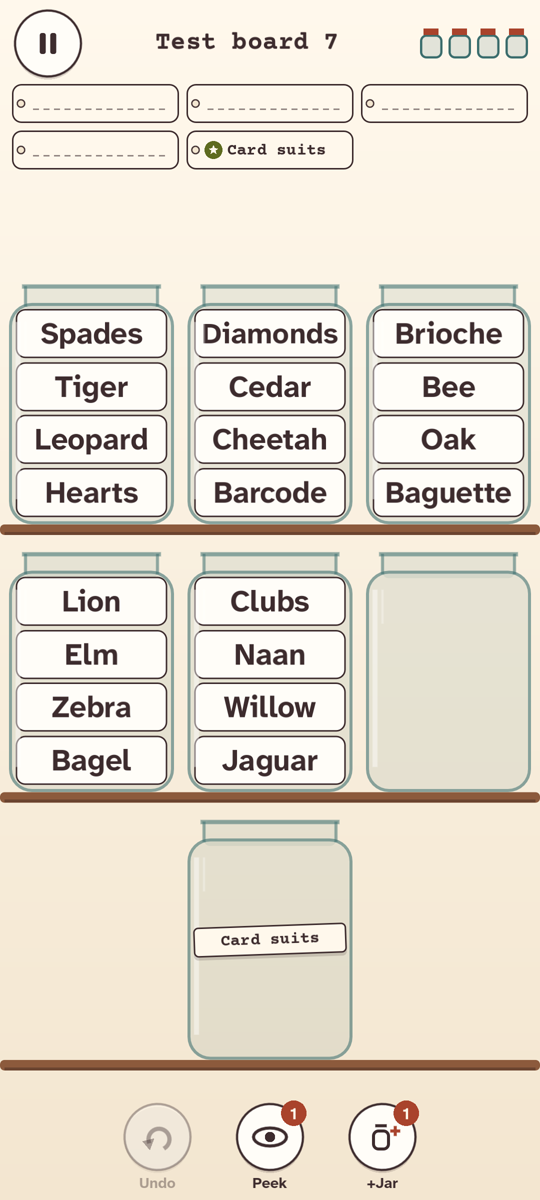 Test board 7
Card suits
Spades
Tiger
Leopard
Hearts
Diamonds
Cedar
Cheetah
Barcode
Brioche
Bee
Oak
Baguette
Lion
Elm
Zebra
Bagel
Clubs
Naan
Willow
Jaguar
Card suits
1
1
Undo
Peek
+Jar